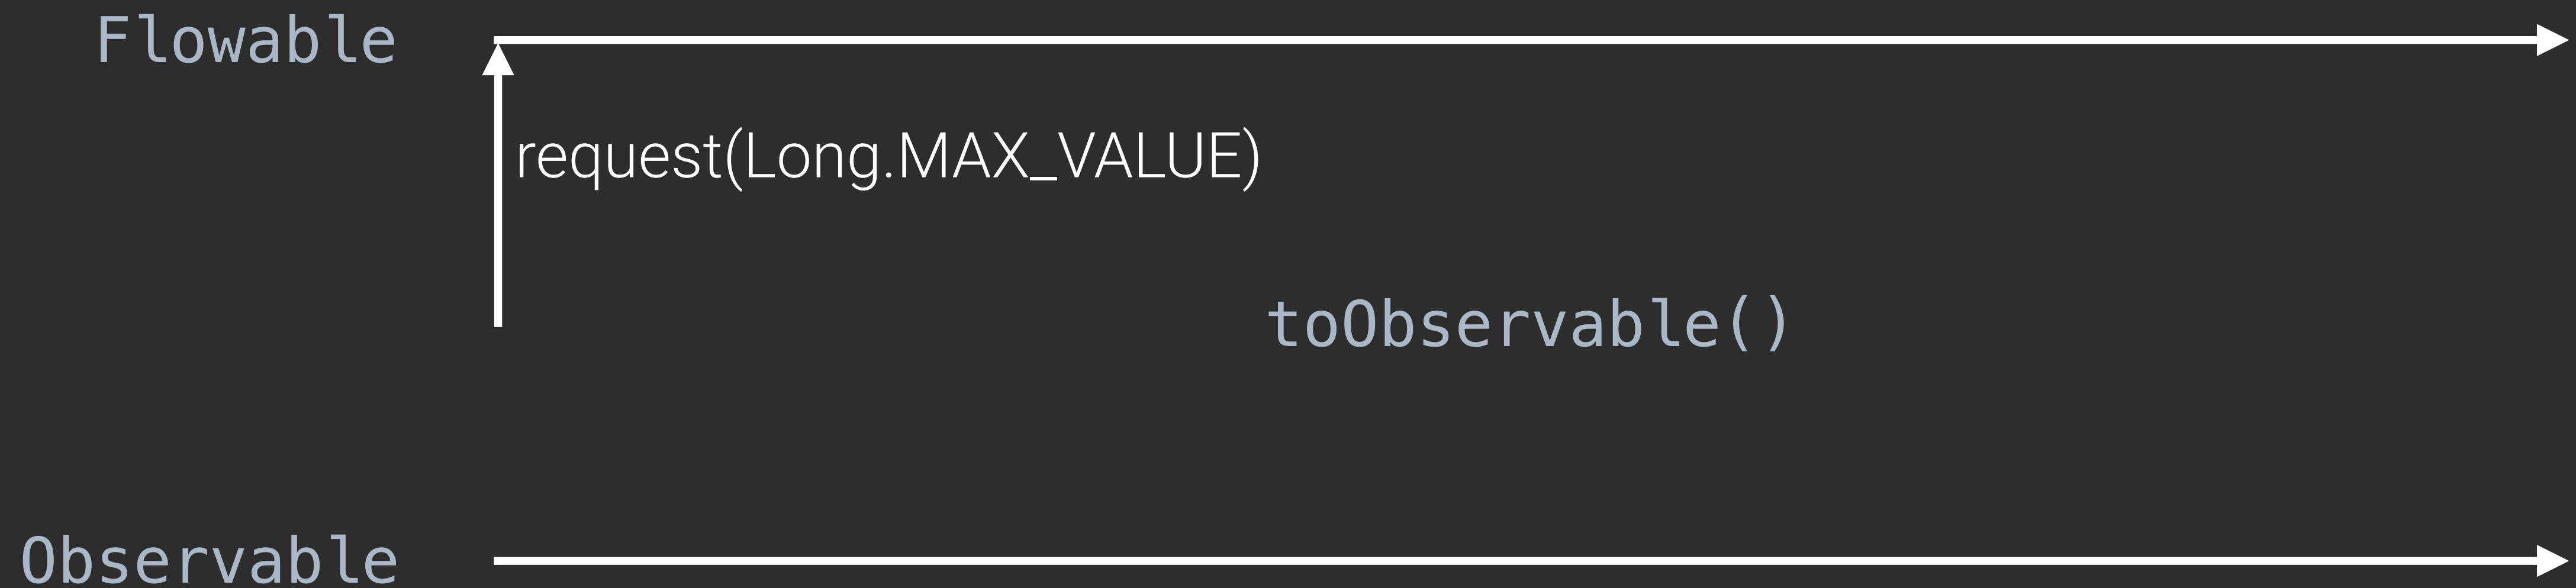 Flowable
request(Long.MAX_VALUE)
toObservable()
Observable